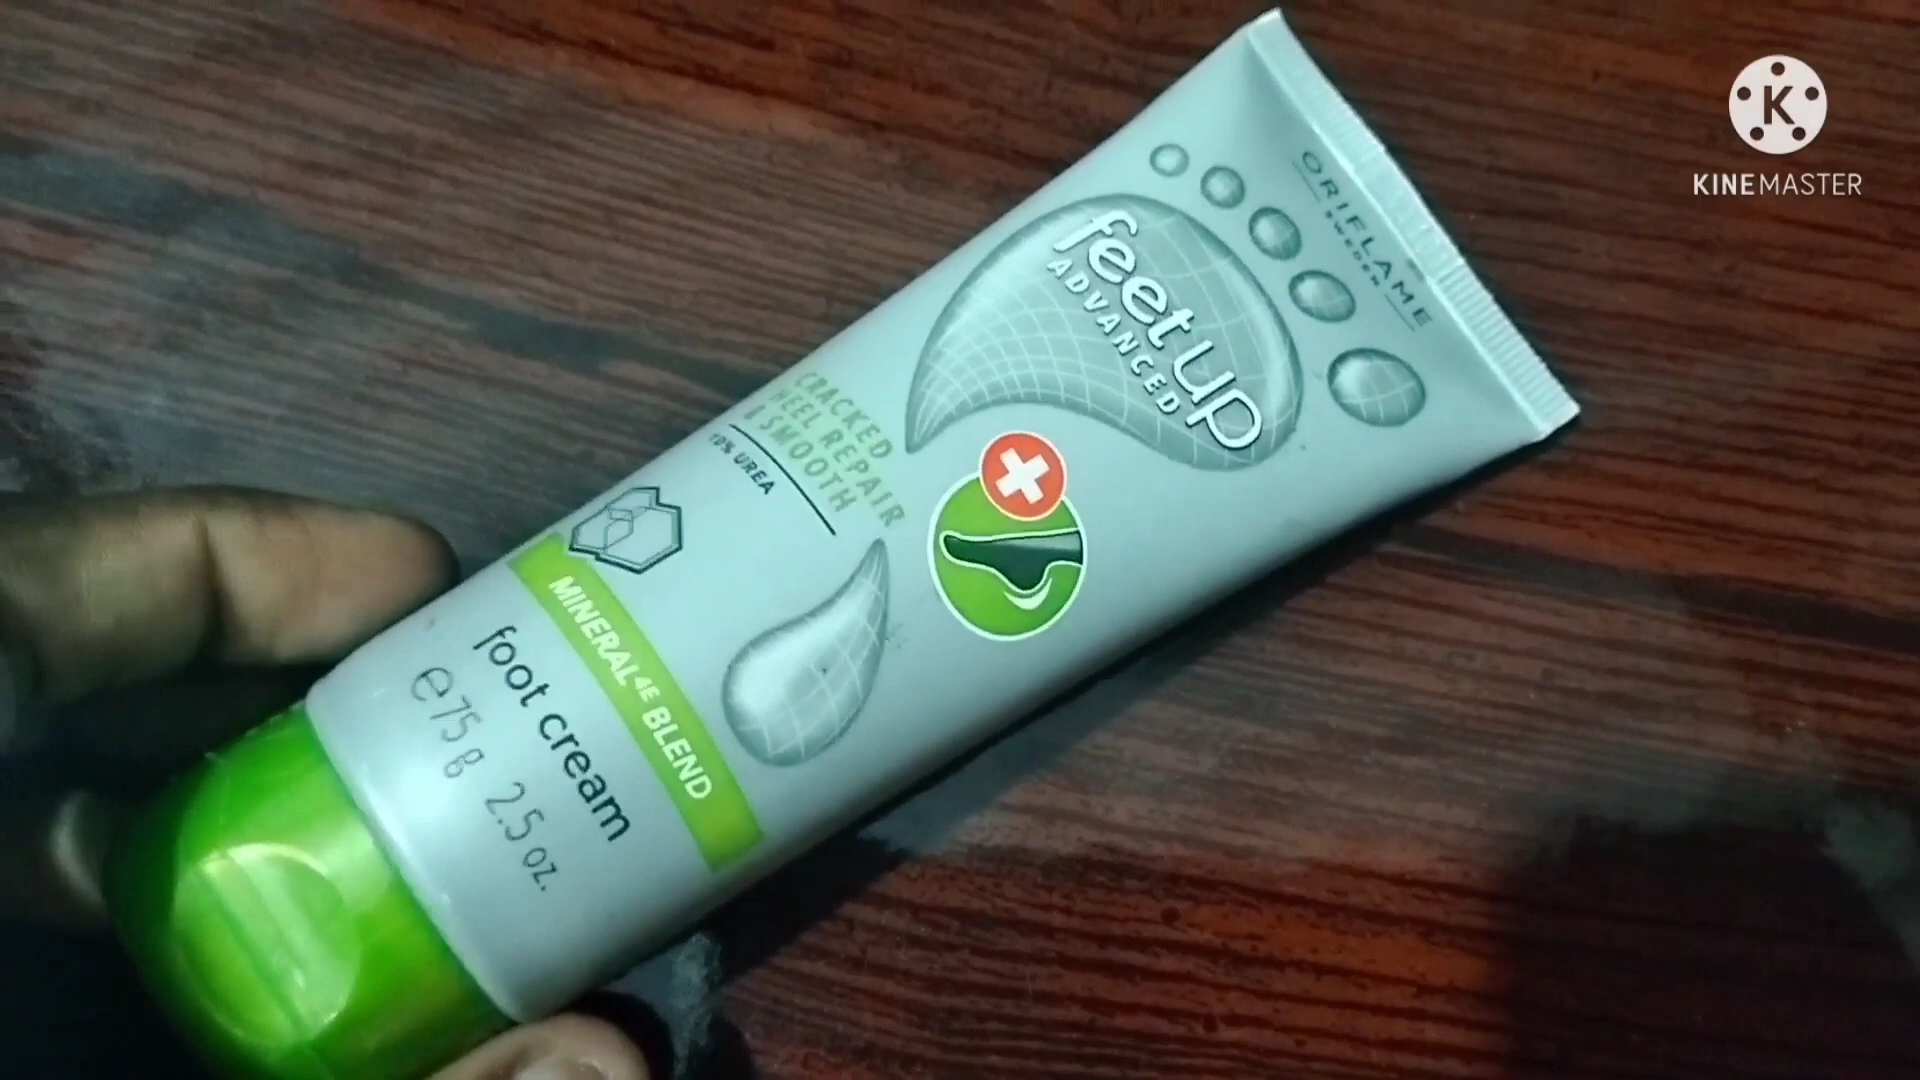 ORIFLAME
SWEDEN
feet up
ADVANCED
CRACKED
HEEL REPAIR
& SMOOTH
10% UREA
MINERAL 4E BLEND
foot cream
e75 g 2.5 oz.
K
KINEMASTER